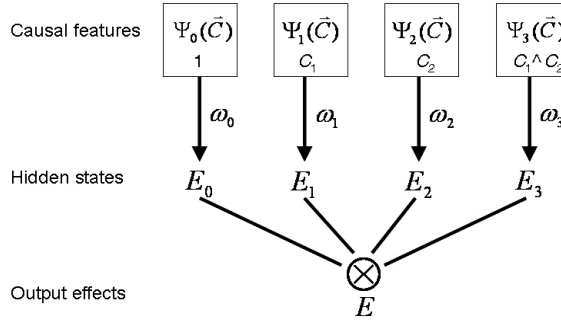 Causal features
Ψ₀(C⃗) Ψ₁(C⃗) Ψ₂(C⃗) Ψ₃(C⃗)
1 C₁ C₂ C₁ ^ C₂
ω₀ ω₁ ω₂ ω₃
Hidden states E₀ E₁ E₂ E₃
⊗
Output effects E